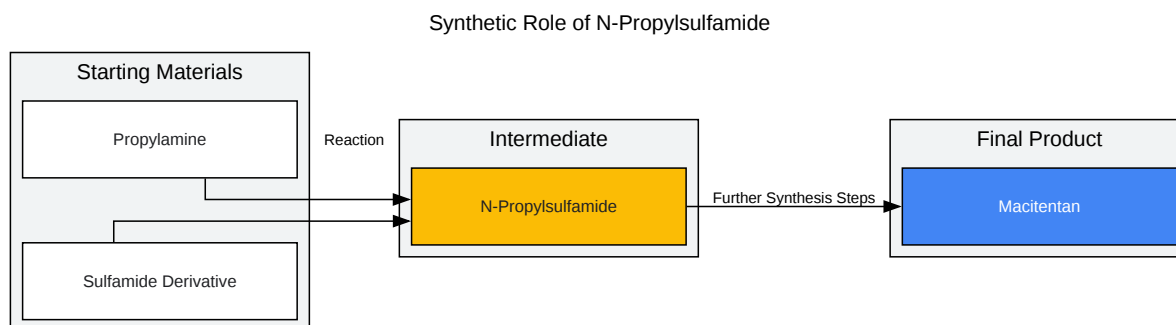 Synthetic Role of N-Propylsulfamide
Starting Materials
Propylamine
Sulfamide Derivative
Reaction
Intermediate
N-Propylsulfamide
Further Synthesis Steps
Final Product
Macitentan